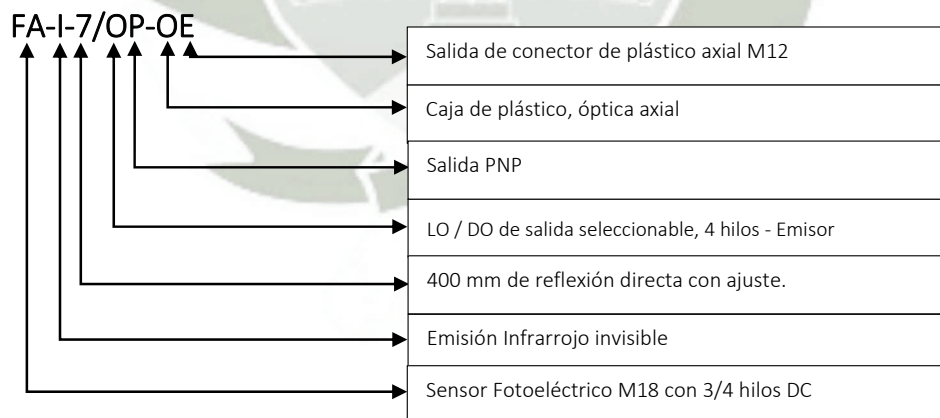 FA-I-7/OP-OE
Salida de conector de plástico axial M12
Caja de plástico, óptica axial
Salida PNP
LO / DO de salida seleccionable, 4 hilos - Emisor
400 mm de reflexión directa con ajuste.
Emisión Infrarrojo invisible
Sensor Fotoeléctrico M18 con 3/4 hilos DC